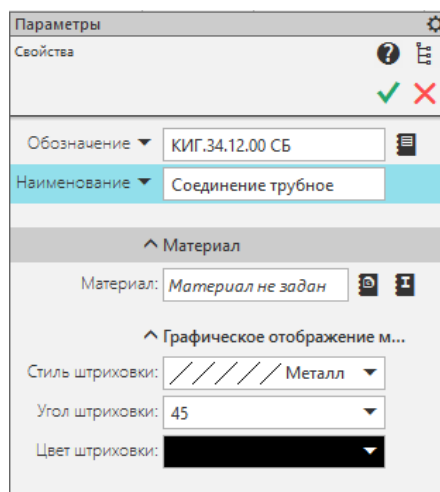 Параметры
Свойства
Обозначение КИГ.34.12.00 СБ
Наименование Соединение трубное
Материал
Материал: Материал не задан
Графическое отображение м...
Стиль штриховки: Металл
Угол штриховки: 45
Цвет штриховки: